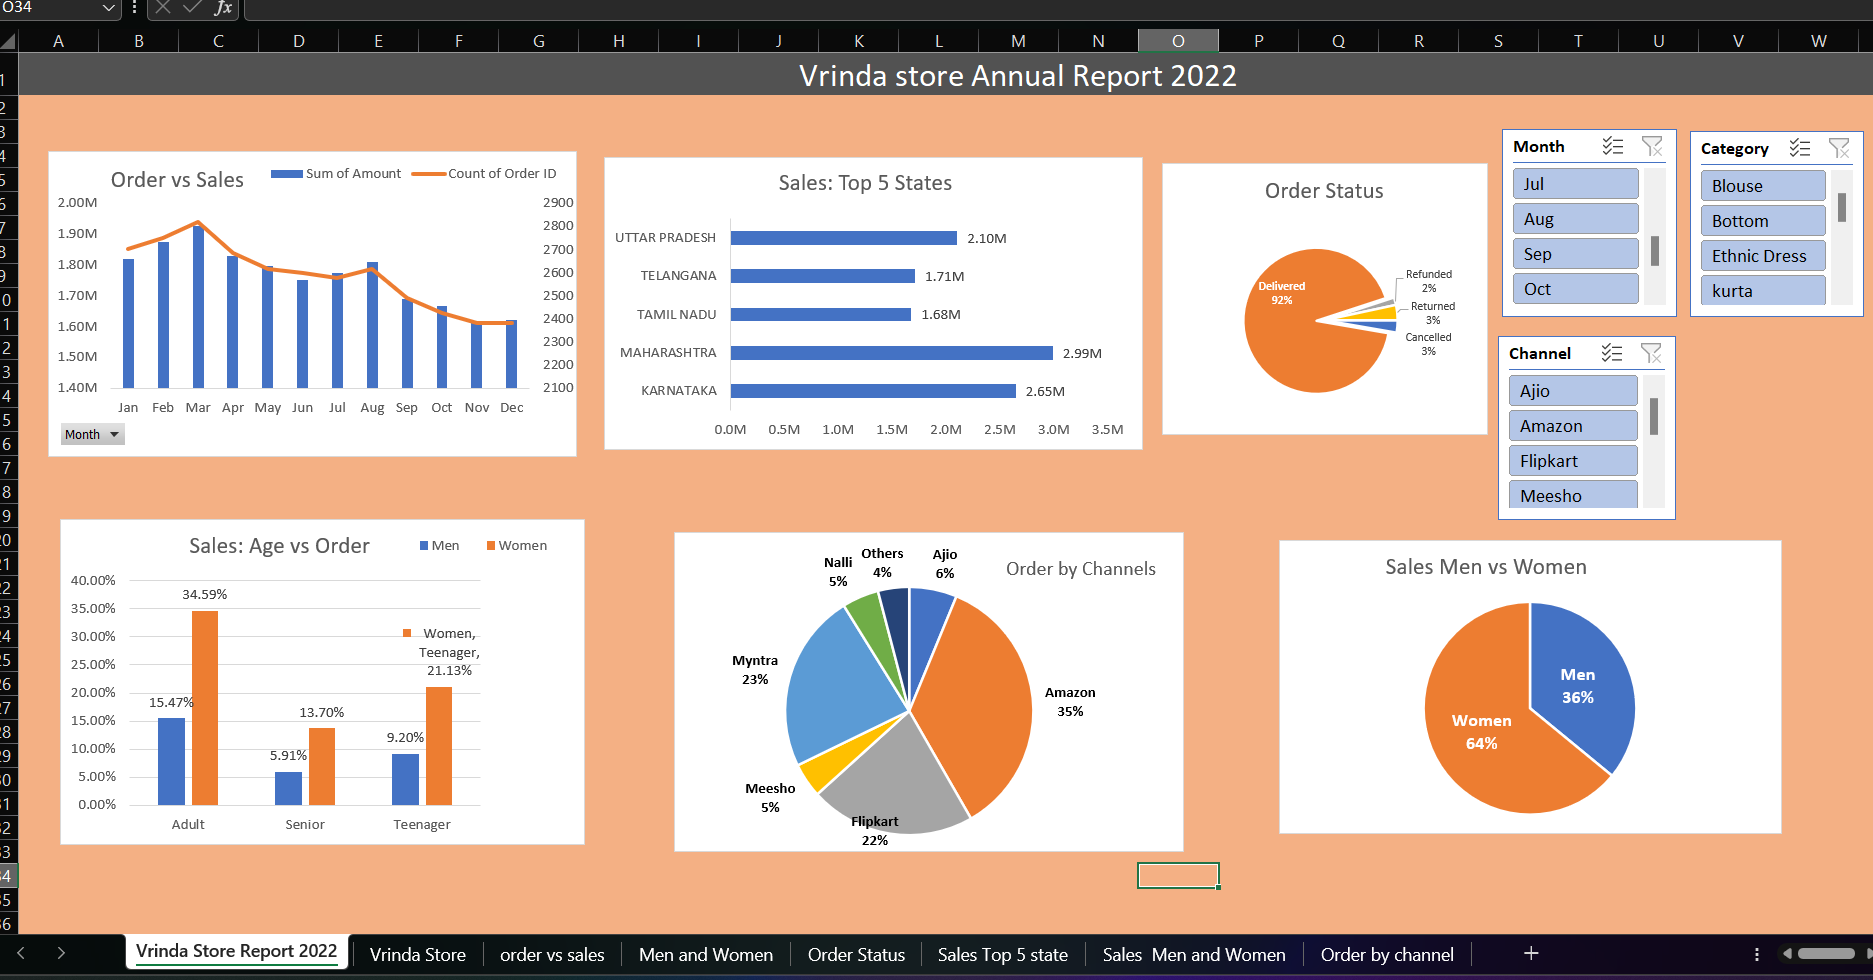 O34
fx
A B C D E F G H I J K L M N O P Q R S T U V W
Vrinda store Annual Report 2022
Order vs Sales
Sum of Amount
Count of Order ID
2.00M
1.90M
1.80M
1.70M
1.60M
1.50M
1.40M
2900
2800
2700
2600
2500
2400
2300
2200
2100
Jan Feb Mar Apr May Jun Jul Aug Sep Oct Nov Dec
Month
Sales: Top 5 States
UTTAR PRADESH 2.10M
TELANGANA 1.71M
TAMIL NADU 1.68M
MAHARASHTRA 2.99M
KARNATAKA 2.65M
0.0M 0.5M 1.0M 1.5M 2.0M 2.5M 3.0M 3.5M
Order Status
Delivered
92%
Refunded
2%
Returned
3%
Cancelled
3%
Month
Jul
Aug
Sep
Oct
Category
Blouse
Bottom
Ethnic Dress
kurta
Channel
Ajio
Amazon
Flipkart
Meesho
Sales: Age vs Order
Men
Women
40.00%
35.00%
30.00%
25.00%
20.00%
15.00%
10.00%
5.00%
0.00%
15.47%
34.59%
5.91%
13.70%
9.20%
Women,
Teenager,
21.13%
Adult Senior Teenager
Order by Channels
Nalli
5%
Others
4%
Ajio
6%
Myntra
23%
Amazon
35%
Meesho
5%
Flipkart
22%
Sales Men vs Women
Men
36%
Women
64%
Vrinda Store Report 2022
Vrinda Store
order vs sales
Men and Women
Order Status
Sales Top 5 state
Sales Men and Women
Order by channel